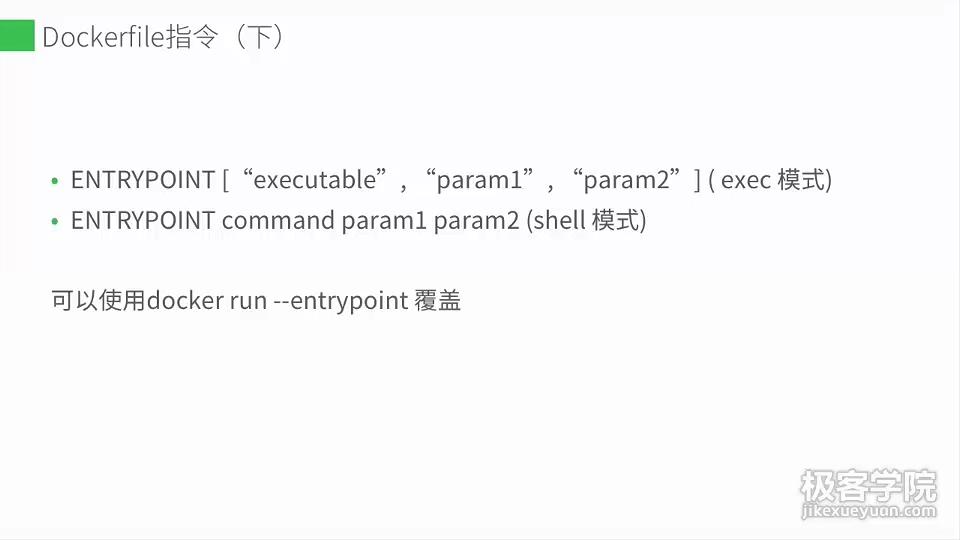 Dockerfile指令（下）
• ENTRYPOINT [“executable”, “param1”, “param2”] ( exec 模式)
• ENTRYPOINT command param1 param2 (shell 模式)
可以使用docker run --entrypoint 覆盖
极客学院
jikexueyuan.com